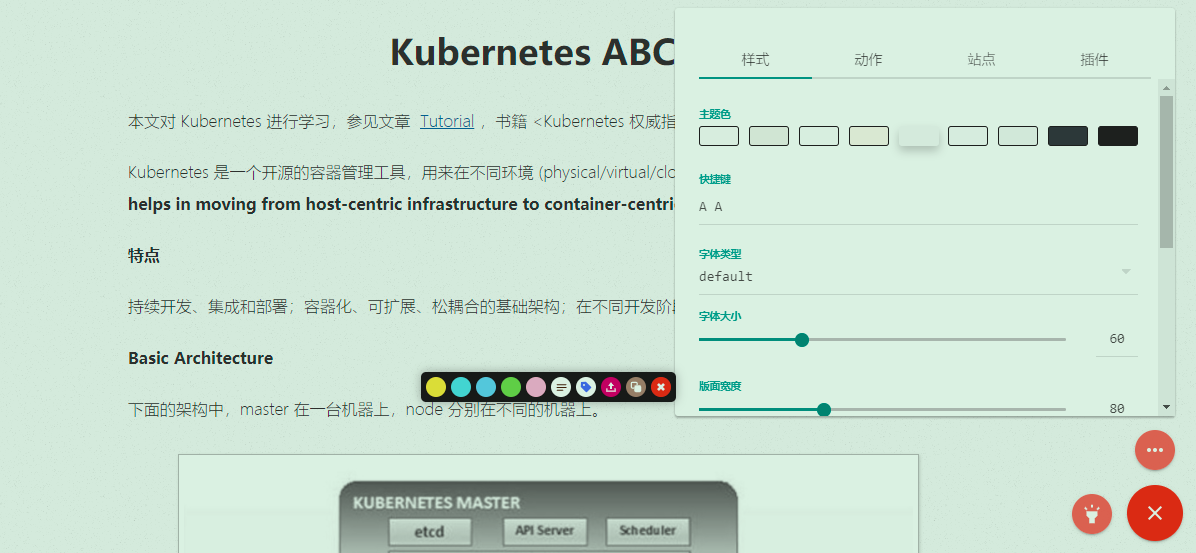 Kubernetes ABC
本文对 Kubernetes 进行学习，参见文章 Tutorial ，书籍 <Kubernetes 权威指
Kubernetes 是一个开源的容器管理工具，用来在不同环境 (physical/virtual/clo
helps in moving from host-centric infrastructure to container-centri
特点
持续开发、集成和部署；容器化、可扩展、松耦合的基础架构；在不同开发阶
Basic Architecture
下面的架构中，master 在一台机器上，node 分别在不同的机器上。
KUBERNETES MASTER
etcd
API Server
Scheduler
样式
动作
站点
插件
主题色
快捷键
A A
字体类型
default
字体大小
60
版面宽度
80